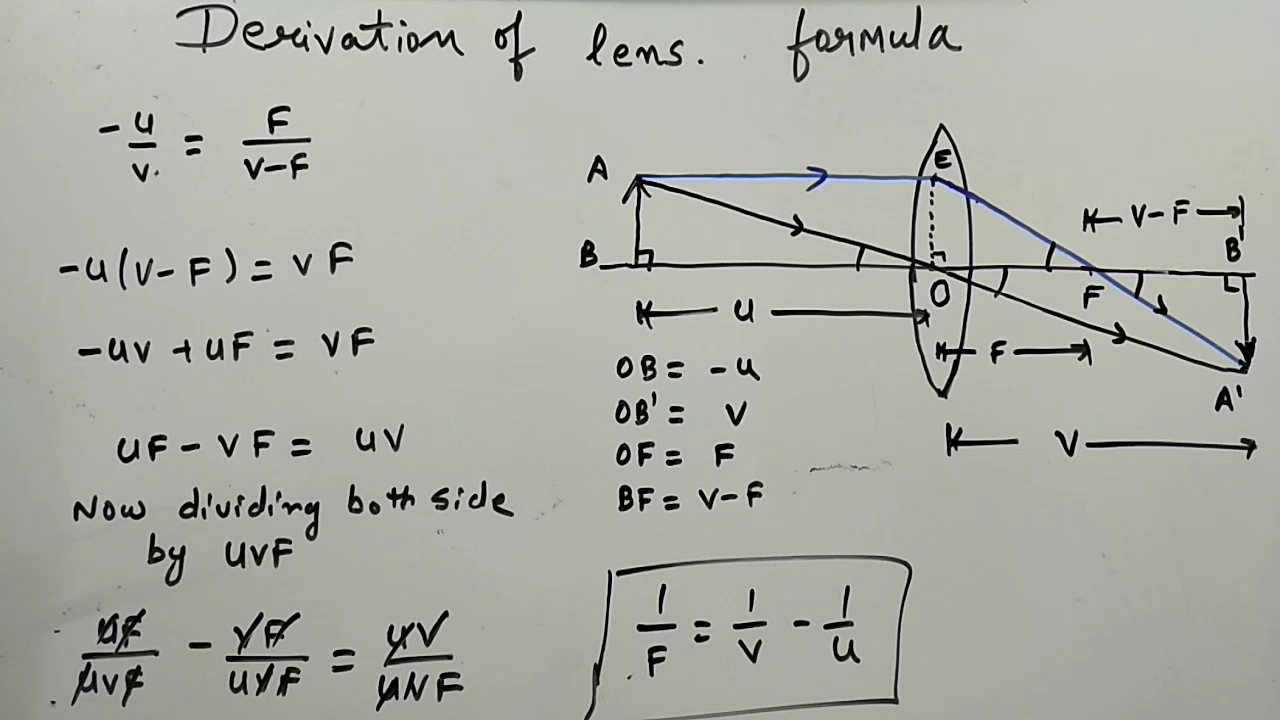 Derivation of lens. formula
-u/v. = F/v-F
-u(v-F) = vF
-uv + uF = vF
uF - vF = uv
Now dividing both side
by uvF
uF/uvF - vF/uvF = uv/uvF
A
E
v-F
B
B'
O
F
u
F
A'
v
OB = -u
OB' = v
OF = F
BF = v-F
1/F = 1/v - 1/u